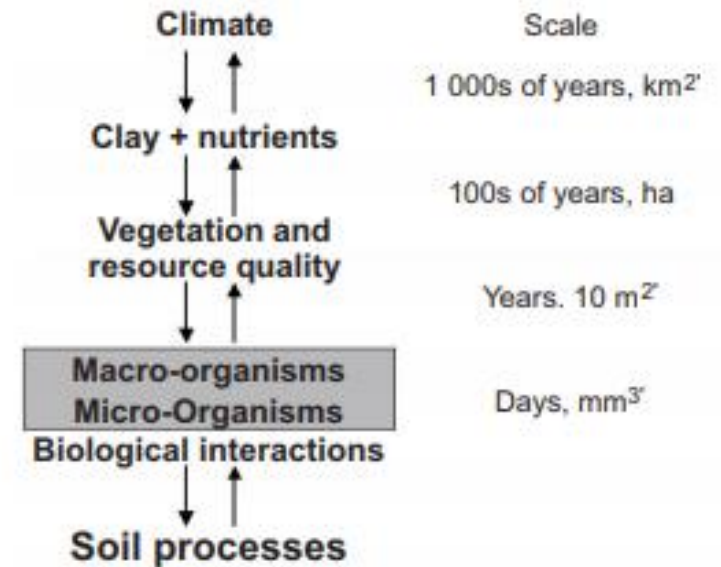 Climate
Scale
1 000s of years, km2'
Clay + nutrients
100s of years, ha
Vegetation and
resource quality
Years. 10 m2'
Macro-organisms
Micro-Organisms
Days, mm3'
Biological interactions
Soil processes